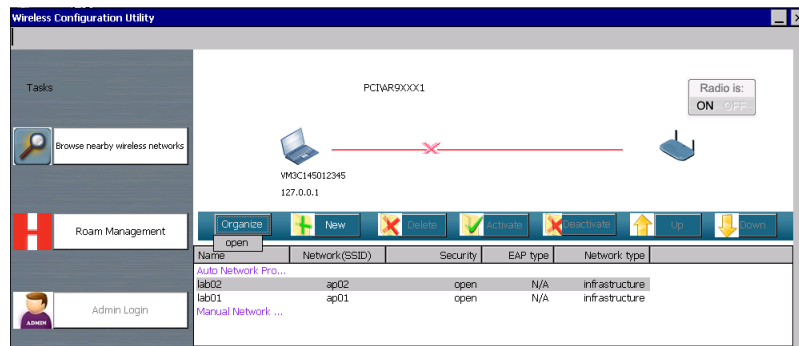 Wireless Configuration Utility
Tasks
PCI\AR9XXX1
Radio is:
ON OFF
Browse nearby wireless networks
VM3C145012345
127.0.0.1
Roam Management
Organize New Delete Activate Deactivate Up Down
open
Name Network(SSID) Security EAP type Network type
Auto Network Pro...
lab02 ap02 open N/A infrastructure
lab01 ap01 open N/A infrastructure
Manual Network ...
Admin Login
ADMIN